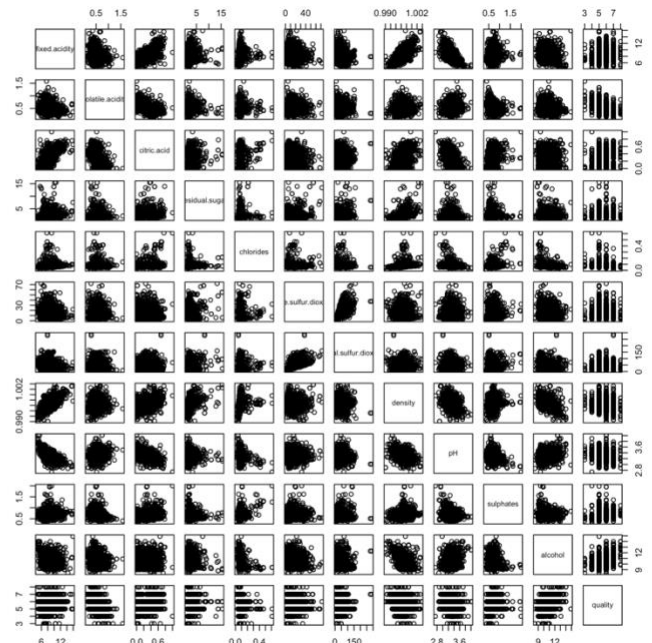 0.5 1.5 5 15 0 40 0.990 1.002 0.5 1.5 3 5 7
fixed.acidity 6 12
0.5 1.5 olatile.acidit
citric.acid 0.0 0.6
5 15 esidual.suga
chlorides 0.0 0.4
0 30 70 e.sulfur.diox
al.sulfur.diox 0 150
0.990 1.002 density
pH 2.8 3.6
0.5 1.5 sulphates
alcohol 9 12
3 5 7 quality
6 12 0.0 0.6 0.0 0.4 0 150 2.8 3.6 9 12